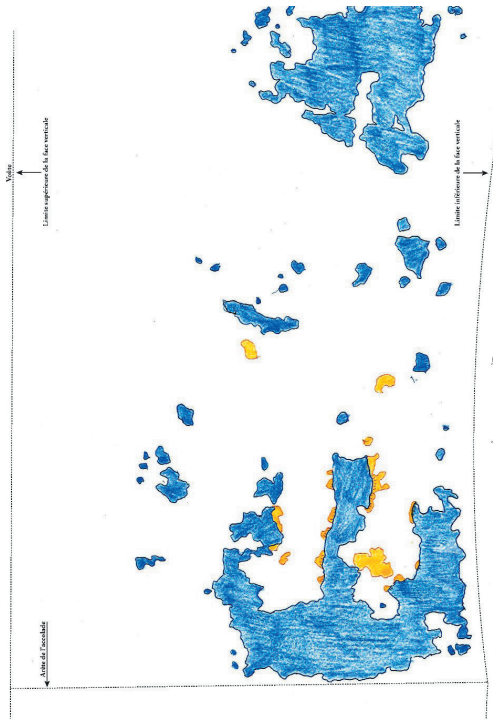 Voûte
Limite supérieure de la face verticale
Limite inférieure de la face verticale
Arête de l'accolade